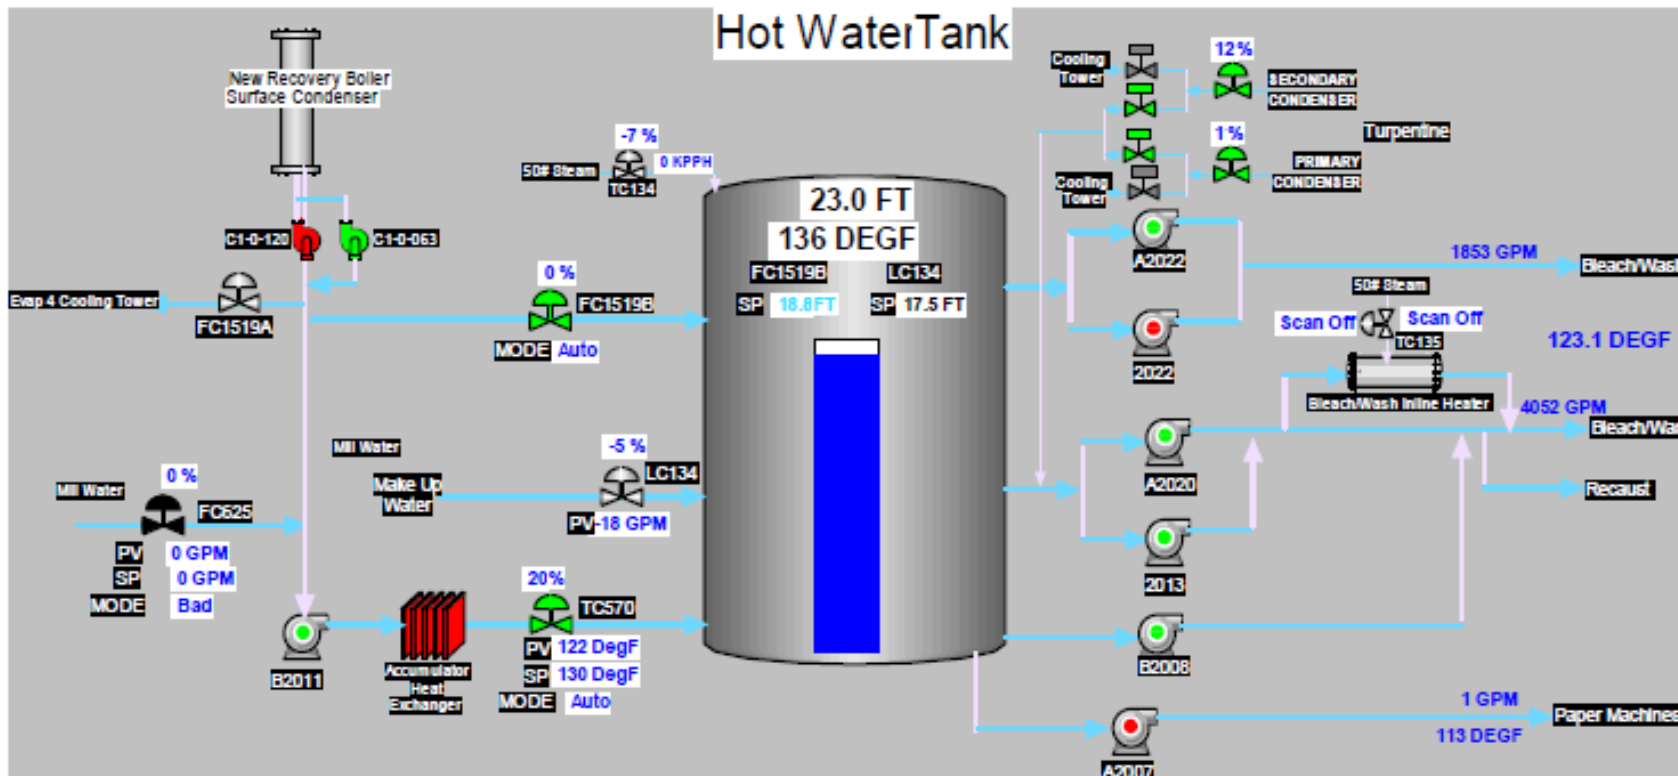 Hot WaterTank
New Recovery Boiler
Surface Condenser
C1-0-120
C1-0-063
Evap 4 Cooling Tower
FC1519A
Mill Water
0 %
FC625
PV
0 GPM
SP
0 GPM
MODE
Bad
B2011
Accumulator
Heat
Exchanger
-7 %
50# Steam
0 KPPH
TC134
0 %
FC1519B
MODE
Auto
Mill Water
Make Up
Water
-5 %
LC134
PV
-18 GPM
20%
TC570
PV
122 DegF
SP
130 DegF
MODE
Auto
23.0 FT
136 DEGF
FC1519B
LC134
SP
18.8FT
SP
17.5 FT
Cooling
Tower
12%
SECONDARY
CONDENSER
Turpentine
1%
PRIMARY
CONDENSER
Cooling
Tower
A2022
1853 GPM
Bleach/Wash
2022
50# Steam
Scan Off
Scan Off
TC135
123.1 DEGF
Bleach/Wash Inline Heater
4052 GPM
Bleach/Was
A2020
Recaust
2013
B2008
1 GPM
Paper Machines
113 DEGF
A2007